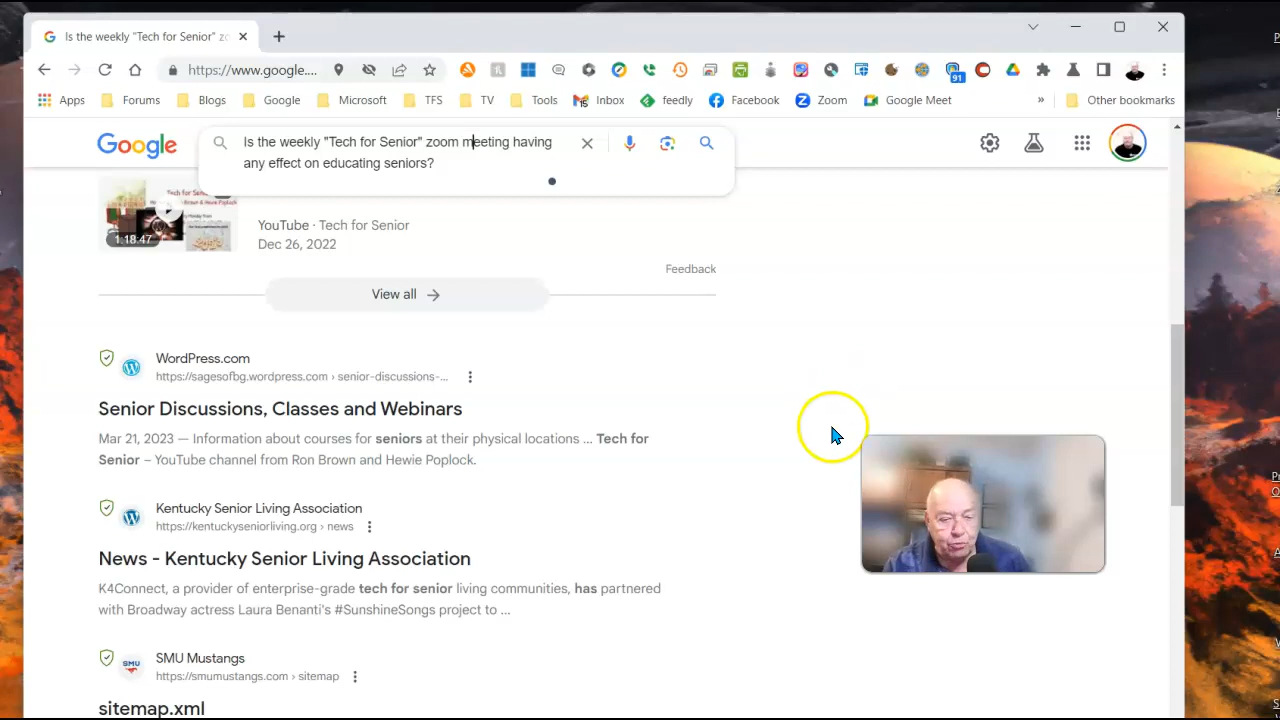 Is the weekly "Tech for Senior" zo
https://www.google....
91
Apps
Forums
Blogs
Google
Microsoft
TFS
TV
Tools
Inbox
feedly
Facebook
Zoom
Google Meet
»
Other bookmarks
Google
Is the weekly "Tech for Senior" zoom meeting having
any effect on educating seniors?
1:18:47
YouTube · Tech for Senior
Dec 26, 2022
Feedback
View all
WordPress.com
https://sagesofbg.wordpress.com › senior-discussions-...
Senior Discussions, Classes and Webinars
Mar 21, 2023 — Information about courses for seniors at their physical locations ... Tech for
Senior – YouTube channel from Ron Brown and Hewie Poplock.
Kentucky Senior Living Association
https://kentuckyseniorliving.org › news
News - Kentucky Senior Living Association
K4Connect, a provider of enterprise-grade tech for senior living communities, has partnered
with Broadway actress Laura Benanti's #SunshineSongs project to ...
SMU
SMU Mustangs
https://smumustangs.com › sitemap
sitemap.xml